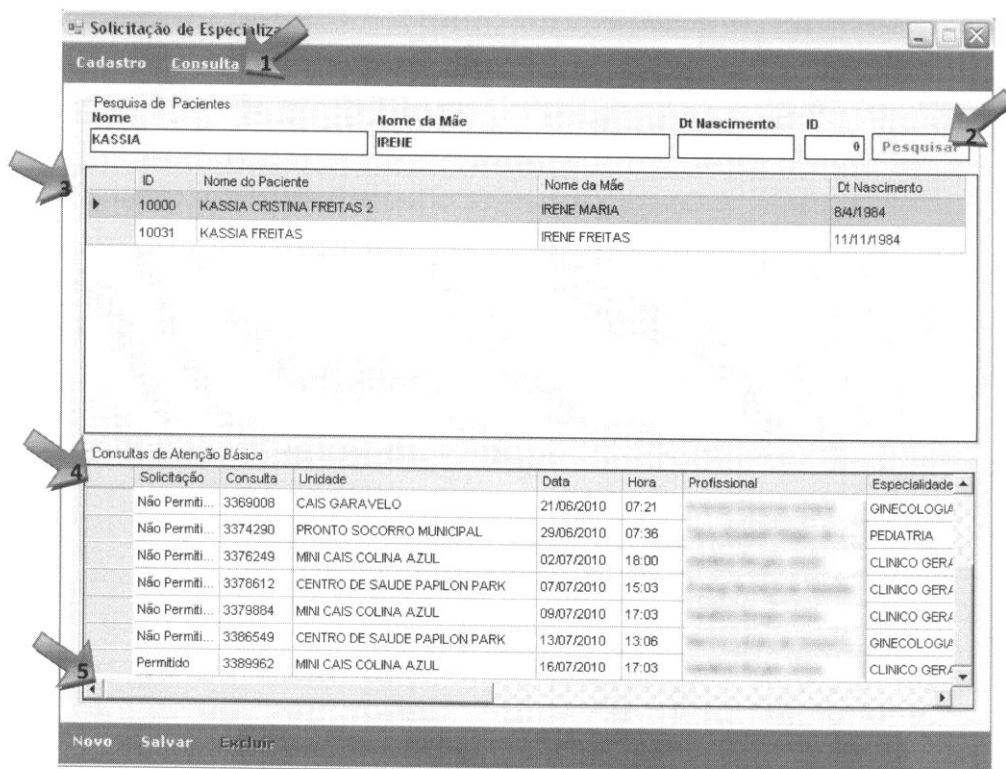 Solicitação de Especializa
Cadastro Consulta 1
Pesquisa de Pacientes
Nome Nome da Mãe Dt Nascimento ID
KASSIA IRENE 0 Pesquisar 2
3 ID Nome do Paciente Nome da Mãe Dt Nascimento
10000 KASSIA CRISTINA FREITAS 2 IRENE MARIA 8/4/1984
10031 KASSIA FREITAS IRENE FREITAS 11/11/1984
Consultas de Atenção Básica
4 Solicitação Consulta Unidade Data Hora Profissional Especialidade
Não Permiti... 3369008 CAIS GARAVELO 21/06/2010 07:21 GINECOLOGIA
Não Permiti... 3374290 PRONTO SOCORRO MUNICIPAL 29/06/2010 07:36 PEDIATRIA
Não Permiti... 3376249 MINI CAIS COLINA AZUL 02/07/2010 18:00 CLINICO GERA
Não Permiti... 3378612 CENTRO DE SAUDE PAPILON PARK 07/07/2010 15:03 CLINICO GERA
Não Permiti... 3379884 MINI CAIS COLINA AZUL 09/07/2010 17:03 CLINICO GERA
Não Permiti... 3386549 CENTRO DE SAUDE PAPILON PARK 13/07/2010 13:06 GINECOLOGIA
5 Permitido 3389962 MINI CAIS COLINA AZUL 16/07/2010 17:03 CLINICO GERA
Novo Salvar Excluir